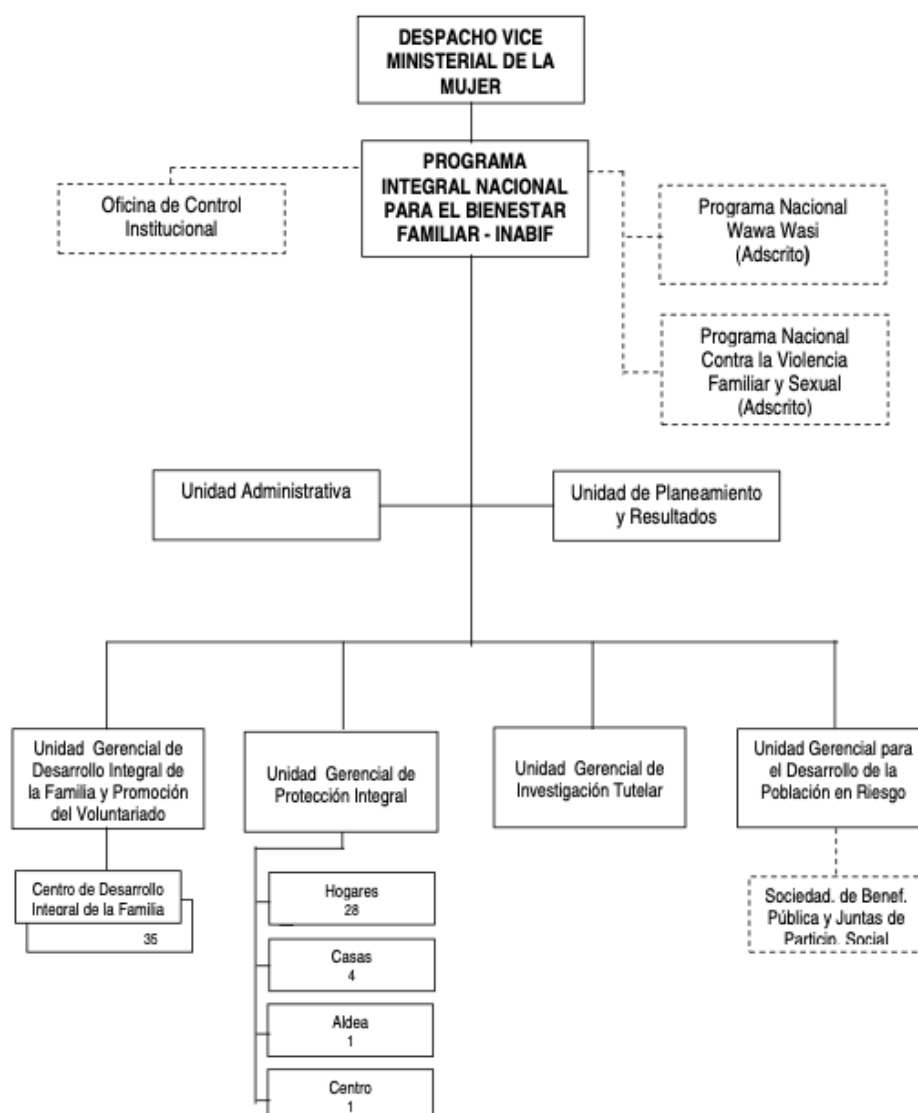 DESPACHO VICE
MINISTERIAL DE LA
MUJER
PROGRAMA
INTEGRAL NACIONAL
PARA EL BIENESTAR
FAMILIAR - INABIF
Oficina de Control
Institucional
Programa Nacional
Wawa Wasi
(Adscrito)
Programa Nacional
Contra la Violencia
Familiar y Sexual
(Adscrito)
Unidad Administrativa
Unidad de Planeamiento
y Resultados
Unidad Gerencial de
Desarrollo Integral de
la Familia y Promoción
del Voluntariado
Unidad Gerencial de
Protección Integral
Unidad Gerencial de
Investigación Tutelar
Unidad Gerencial para
el Desarrollo de la
Población en Riesgo
Centro de Desarrollo
Integral de la Familia
35
Hogares
28
Casas
4
Aldea
1
Centro
1
Sociedad. de Benef.
Pública y Juntas de
Particip. Social